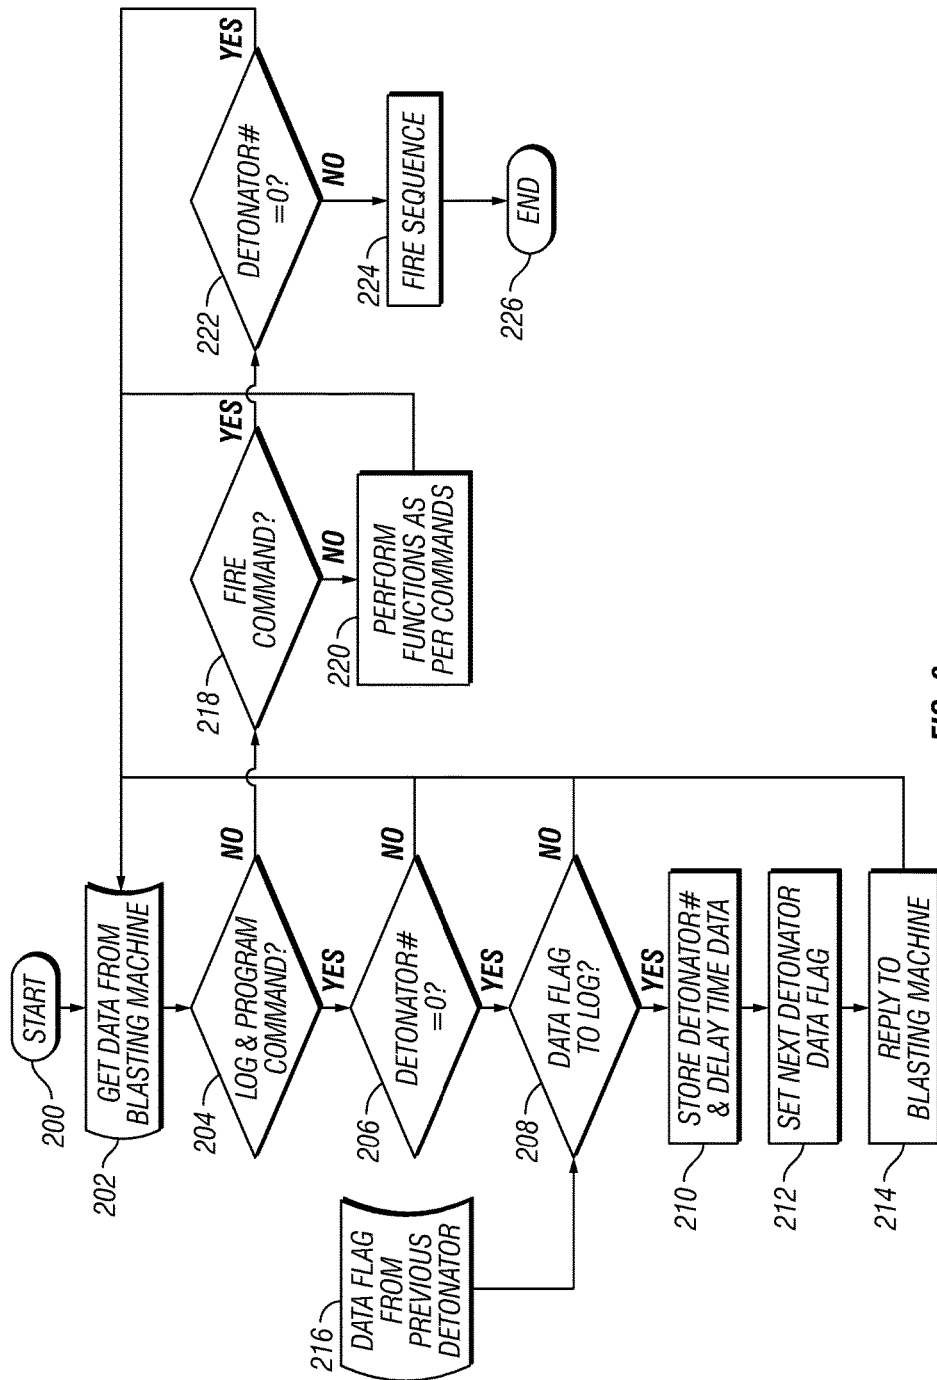 START
200
GET DATA FROM
BLASTING MACHINE
202
LOG & PROGRAM
COMMAND?
204
NO
YES
DETONATOR#
=0?
206
NO
YES
DATA FLAG
TO LOG?
208
NO
YES
DATA FLAG
FROM
PREVIOUS
DETONATOR
216
STORE DETONATOR#
& DELAY TIME DATA
210
SET NEXT DETONATOR
DATA FLAG
212
REPLY TO
BLASTING MACHINE
214
FIRE
COMMAND?
218
YES
NO
PERFORM
FUNCTIONS AS
PER COMMANDS
220
DETONATOR#
=0?
222
YES
NO
FIRE SEQUENCE
224
END
226